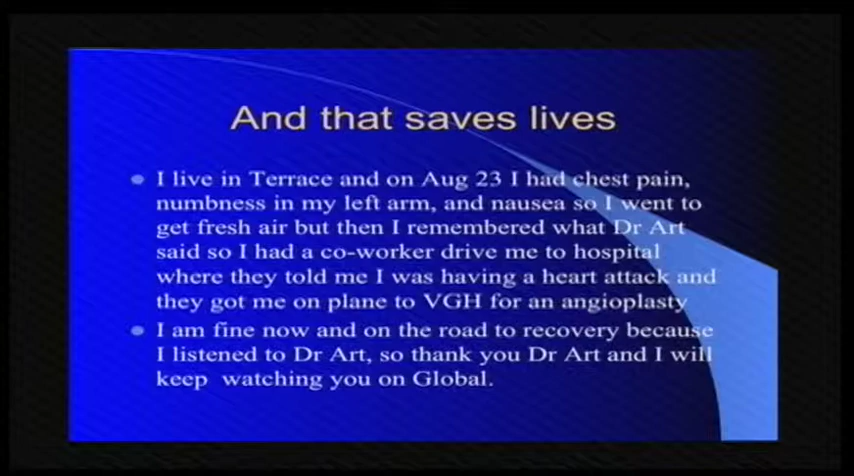 And that saves lives
I live in Terrace and on Aug 23 I had chest pain,
numbness in my left arm, and nausea so I went to
get fresh air but then I remembered what Dr Art
said so I had a co-worker drive me to hospital
where they told me I was having a heart attack and
they got me on plane to VGH for an angioplasty
I am fine now and on the road to recovery because
I listened to Dr Art, so thank you Dr Art and I will
keep watching you on Global.